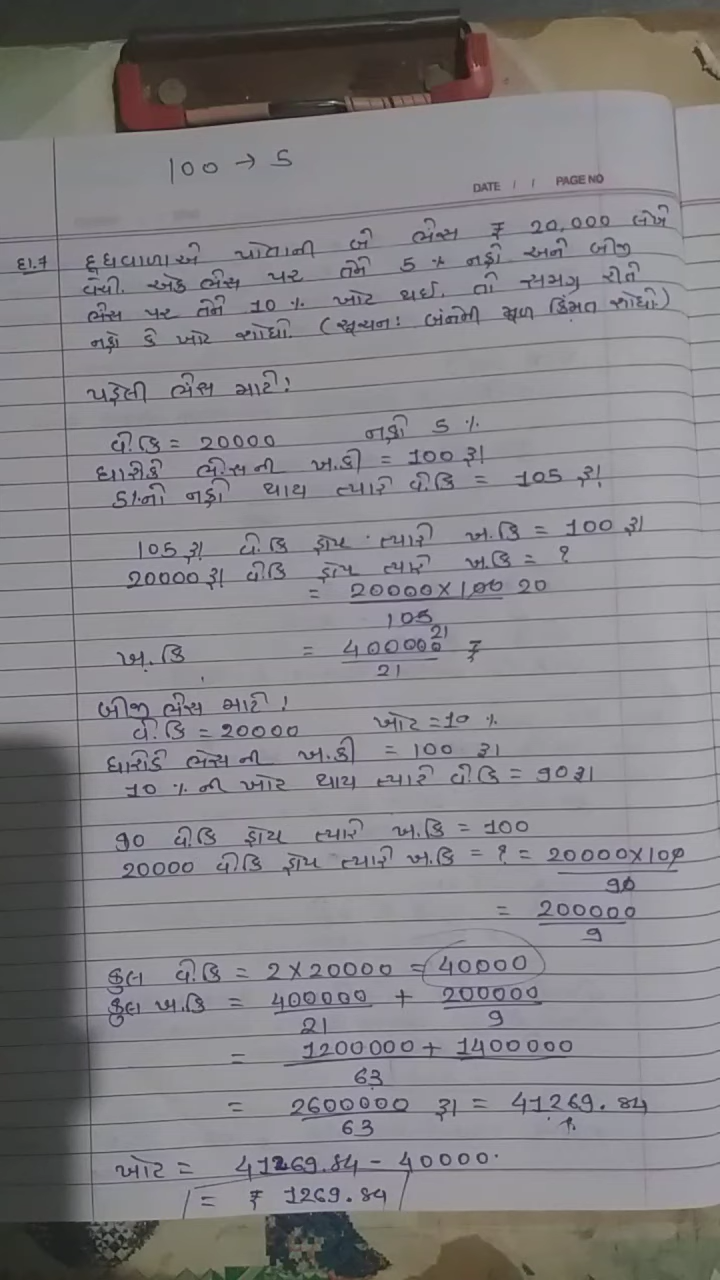 100 → 5
DATE / / PAGE NO
દા.7 દૂધવાળાએ પોતાની બે ભેંસ ₹ 20,000 લેખે
વેચી. એક ભેંસ પર તેને 5 % નફો અને બીજી
ભેંસ પર તેને 10 % ખોટ થઈ. તો સમગ્ર રીતે
નફો કે ખોટ શોધો. (સૂચન: બંનેની મૂળ કિંમત શોધો.)
પહેલી ભેંસ માટે:
વે.કિ = 20000 નફો 5 %
ધારોકે ભેંસની ખ.કી = 100 રૂ।
5%નો નફો થાય ત્યારે વે.કિ = 105 રૂ।
105 રૂ। વે.કિ હોય ત્યારે ખ.કિ = 100 રૂ।
20000 રૂ। વે.કિ હોય ત્યારે ખ.કિ = ?
= 20000 × 100 20
105
21
ખ.કિ = 400000 ₹
21
બીજી ભેંસ માટે:
વે.કિ = 20000 ખોટ = 10 %
ધારોકે ભેંસની ખ.કી = 100 રૂ।
10 % ની ખોટ થાય ત્યારે વે.કિ = 90 રૂ।
90 વે.કિ હોય ત્યારે ખ.કિ = 100
20000 વે.કિ હોય ત્યારે ખ.કિ = ? = 20000 × 100
90
= 200000
9
કુલ વે.કિ = 2 × 20000 = 40000
કુલ ખ.કિ = 400000 + 200000
21 9
= 1200000 + 1400000
63
= 2600000 રૂ। = 41269.84
63
ખોટ = 41269.84 - 40000.
= ₹ 1269.84